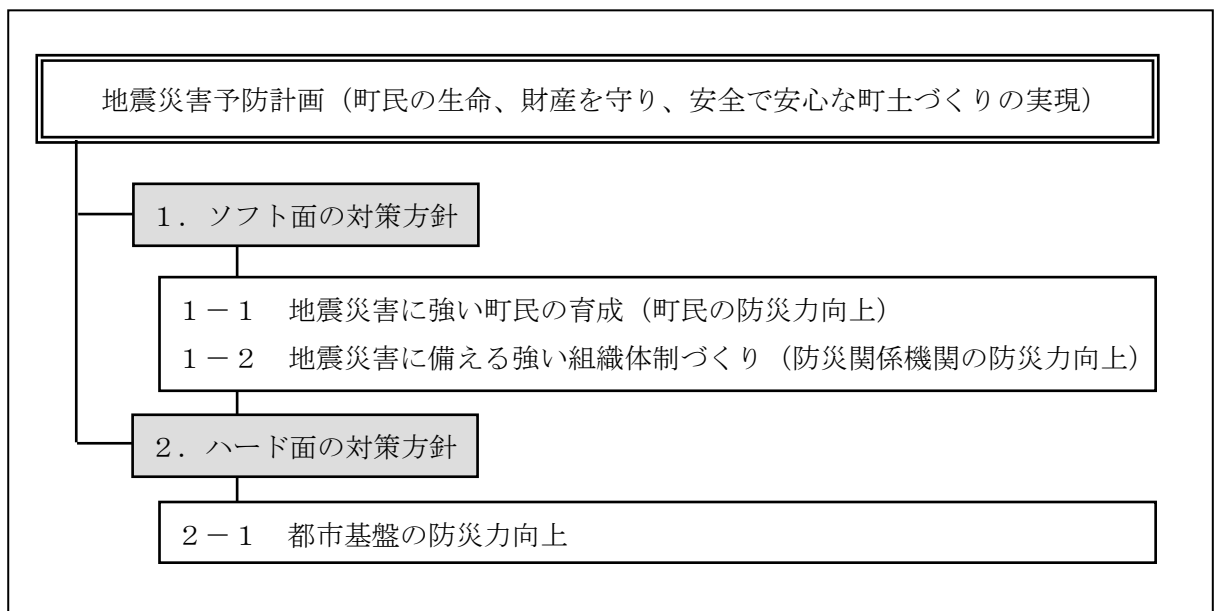 地震災害予防計画（町民の生命、財産を守り、安全で安心な町土づくりの実現）
１．ソフト面の対策方針
１－１　地震災害に強い町民の育成（町民の防災力向上）
１－２　地震災害に備える強い組織体制づくり（防災関係機関の防災力向上）
２．ハード面の対策方針
２－１　都市基盤の防災力向上